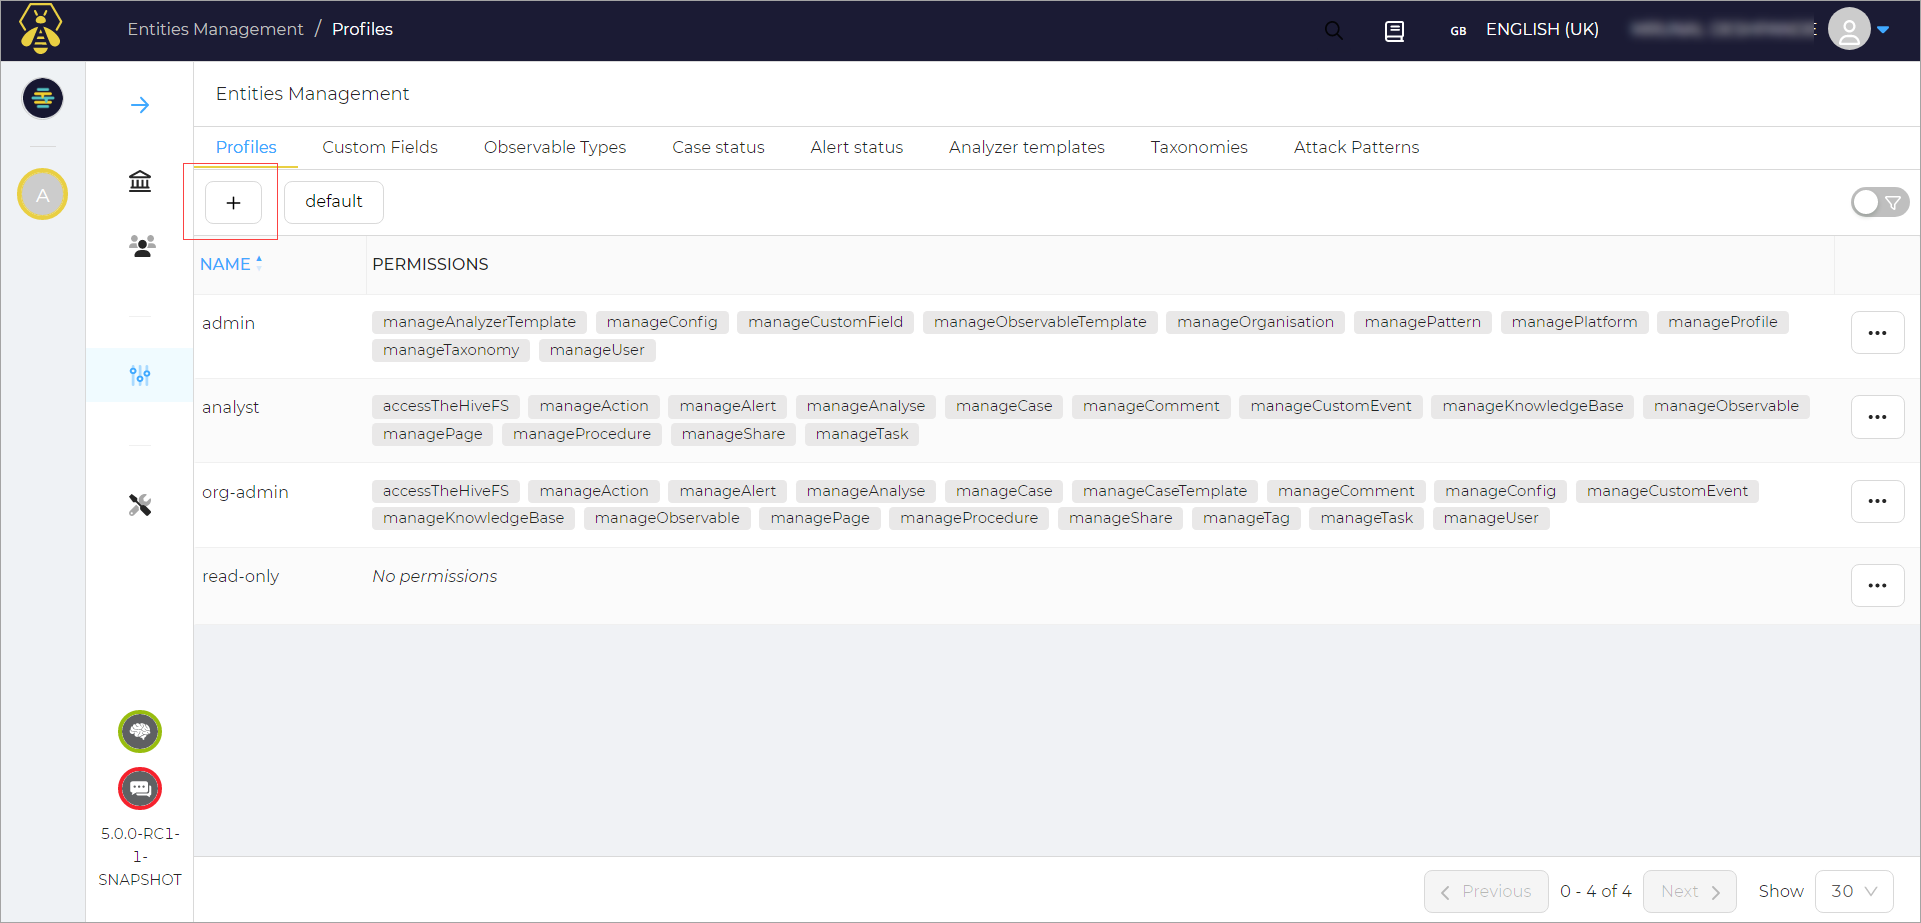 Entities Management / Profiles
GB ENGLISH (UK)
A
Entities Management
Profiles Custom Fields Observable Types Case status Alert status Analyzer templates Taxonomies Attack Patterns
+ default
NAME PERMISSIONS
admin
manageAnalyzerTemplate manageConfig manageCustomField manageObservableTemplate manageOrganisation managePattern managePlatform manageProfile
manageTaxonomy manageUser
analyst
accessTheHiveFS manageAction manageAlert manageAnalyse manageCase manageComment manageCustomEvent manageKnowledgeBase manageObservable
managePage manageProcedure manageShare manageTask
org-admin
accessTheHiveFS manageAction manageAlert manageAnalyse manageCase manageCaseTemplate manageComment manageConfig manageCustomEvent
manageKnowledgeBase manageObservable managePage manageProcedure manageShare manageTag manageTask manageUser
read-only No permissions
5.0.0-RC1-
1-
SNAPSHOT
Previous 0 - 4 of 4 Next Show 30